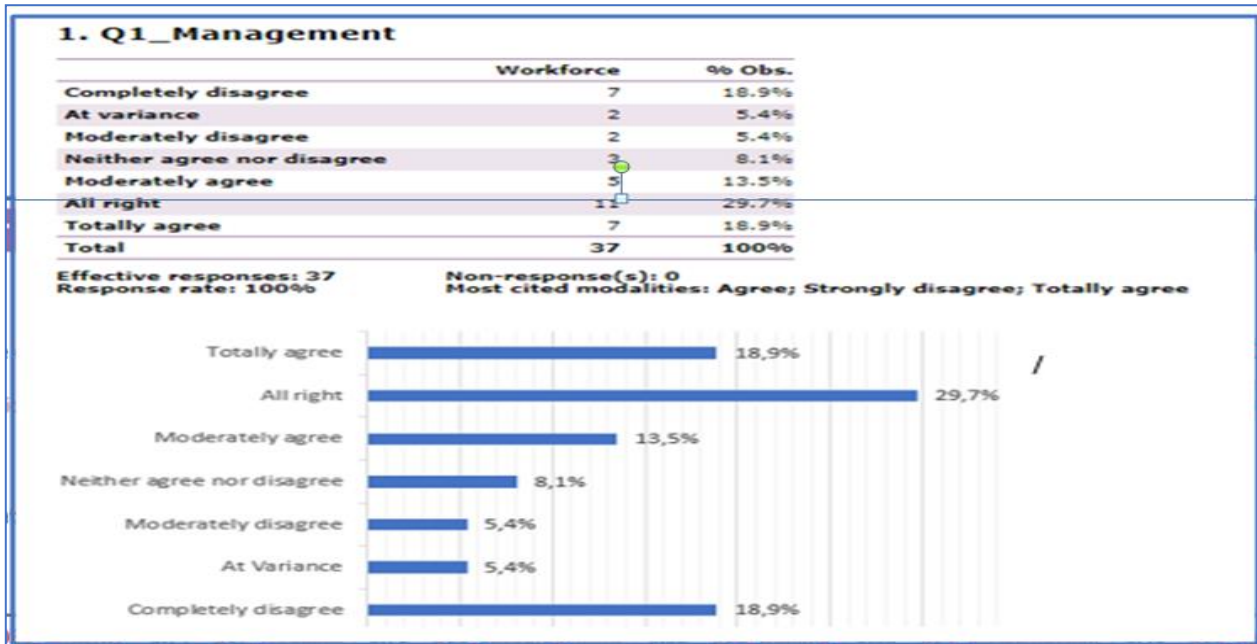 1. Q1_Management
Workforce % Obs.
Completely disagree 7 18.9%
At variance 2 5.4%
Moderately disagree 2 5.4%
Neither agree nor disagree 3 8.1%
Moderately agree 5 13.5%
All right 11 29.7%
Totally agree 7 18.9%
Total 37 100%
Effective responses: 37 Non-response(s): 0
Response rate: 100% Most cited modalities: Agree; Strongly disagree; Totally agree
Totally agree 18,9%
/
All right 29,7%
Moderately agree 13,5%
Neither agree nor disagree 8,1%
Moderately disagree 5,4%
At Variance 5,4%
Completely disagree 18,9%